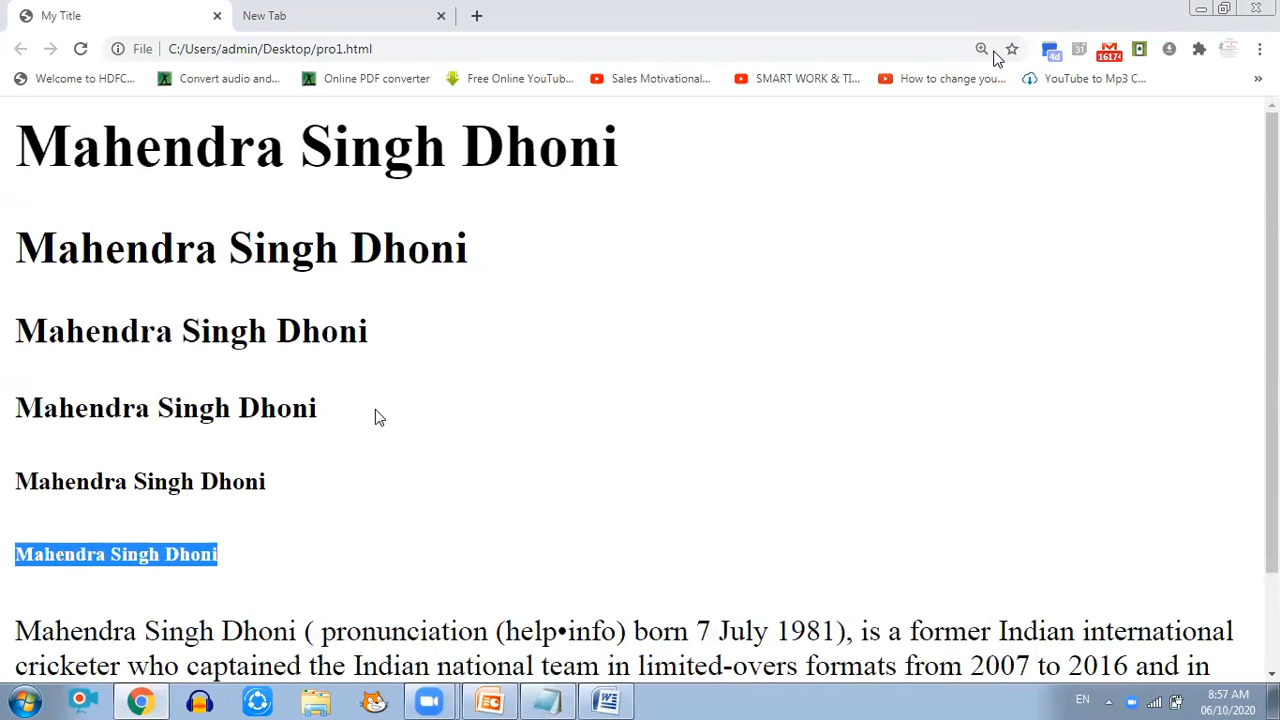 My Title
New Tab
File C:/Users/admin/Desktop/pro1.html
4d 31 16174
Welcome to HDFC... Convert audio and... Online PDF converter Free Online YouTub... Sales Motivational... SMART WORK & TI... How to change you... YouTube to Mp3 C... »
Mahendra Singh Dhoni
Mahendra Singh Dhoni
Mahendra Singh Dhoni
Mahendra Singh Dhoni
Mahendra Singh Dhoni
Mahendra Singh Dhoni
Mahendra Singh Dhoni ( pronunciation (help•info) born 7 July 1981), is a former Indian international
cricketer who captained the Indian national team in limited-overs formats from 2007 to 2016 and in
EN
8:57 AM
06/10/2020